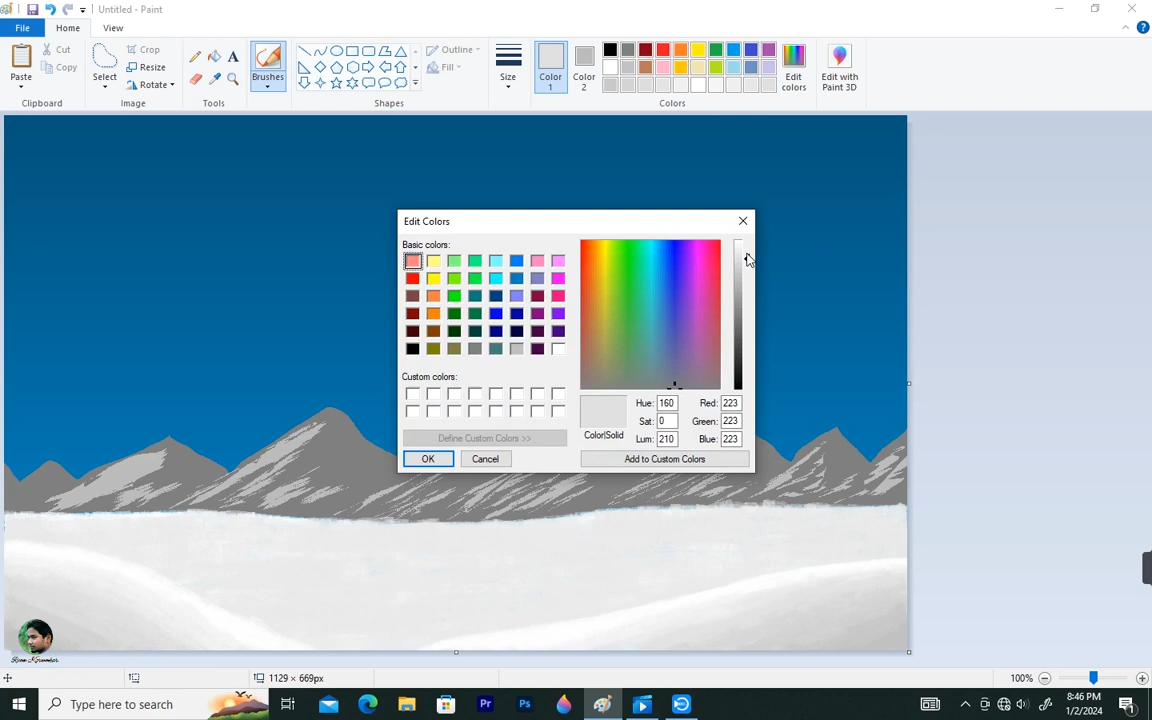 Untitled - Paint
File
Home
View
Paste
Cut
Copy
Clipboard
Select
Crop
Resize
Rotate
Image
Tools
Brushes
Outline
Fill
Shapes
Size
Color 1
Color 2
Edit colors
Colors
Edit with Paint 3D
Edit Colors
Basic colors:
Custom colors:
Define Custom Colors >>
OK
Cancel
Color|Solid
Hue: 160
Sat: 0
Lum: 210
Red: 223
Green: 223
Blue: 223
Add to Custom Colors
1129 × 669px
100%
Type here to search
Pr
Ps
8:46 PM
1/2/2024
1